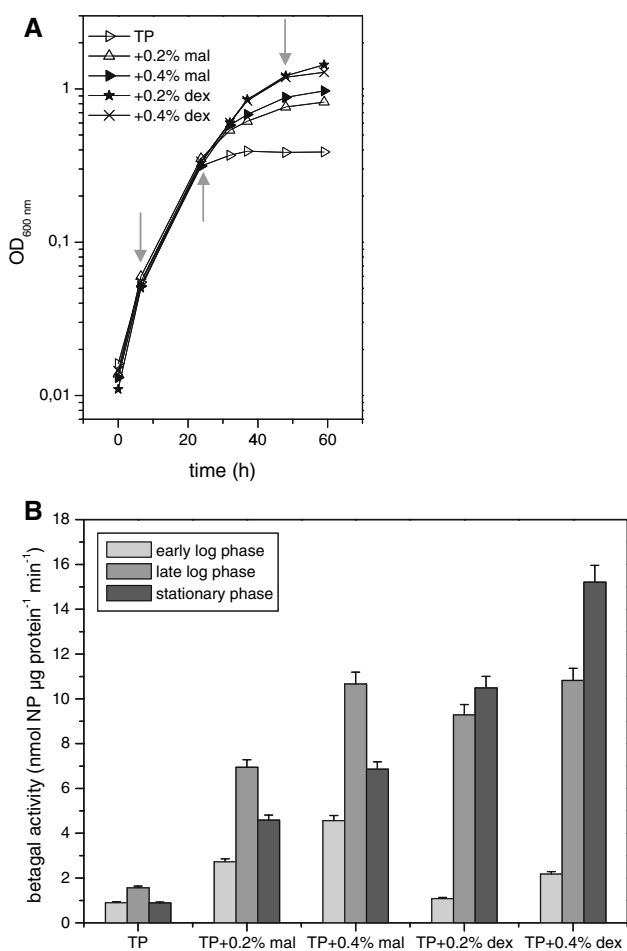 A
TP
+0.2% mal
+0.4% mal
+0.2% dex
+0.4% dex
1
0,1
0,01
OD600 nm
0 20 40 60
time (h)
B
18
16
14
12
10
8
6
4
2
0
early log phase
late log phase
stationary phase
betagal activity (nmol NP µg protein-1 min-1)
TP TP+0.2% mal TP+0.4% mal TP+0.2% dex TP+0.4% dex